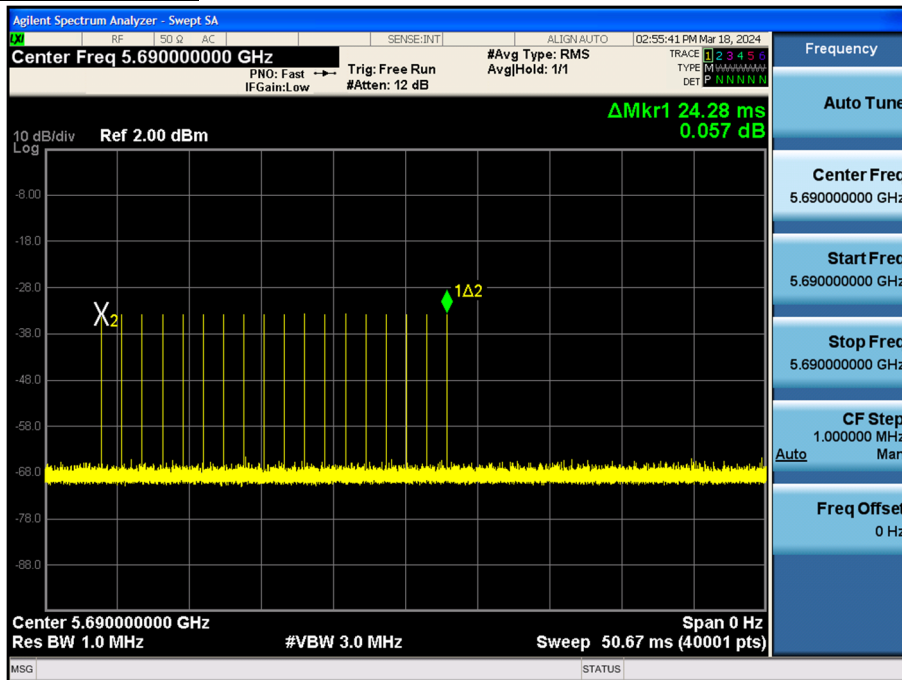 Agilent Spectrum Analyzer - Swept SA
LXI RF 50 Ω AC SENSE:INT ALIGN AUTO 02:55:41 PM Mar 18, 2024
Center Freq 5.690000000 GHz
PNO: Fast
IFGain:Low
Trig: Free Run
#Atten: 12 dB
#Avg Type: RMS
Avg|Hold: 1/1
TRACE 1 2 3 4 5 6
TYPE M WWWWW
DET P N N N N N
ΔMkr1 24.28 ms
0.057 dB
10 dB/div Ref 2.00 dBm
Log
-8.00
-18.0
-28.0
-38.0
-48.0
-58.0
-68.0
-78.0
-88.0
X2
1Δ2
Center 5.690000000 GHz Span 0 Hz
Res BW 1.0 MHz #VBW 3.0 MHz Sweep 50.67 ms (40001 pts)
MSG STATUS
Frequency
Auto Tune
Center Freq
5.690000000 GHz
Start Freq
5.690000000 GHz
Stop Freq
5.690000000 GHz
CF Step
1.000000 MHz
Auto Man
Freq Offset
0 Hz